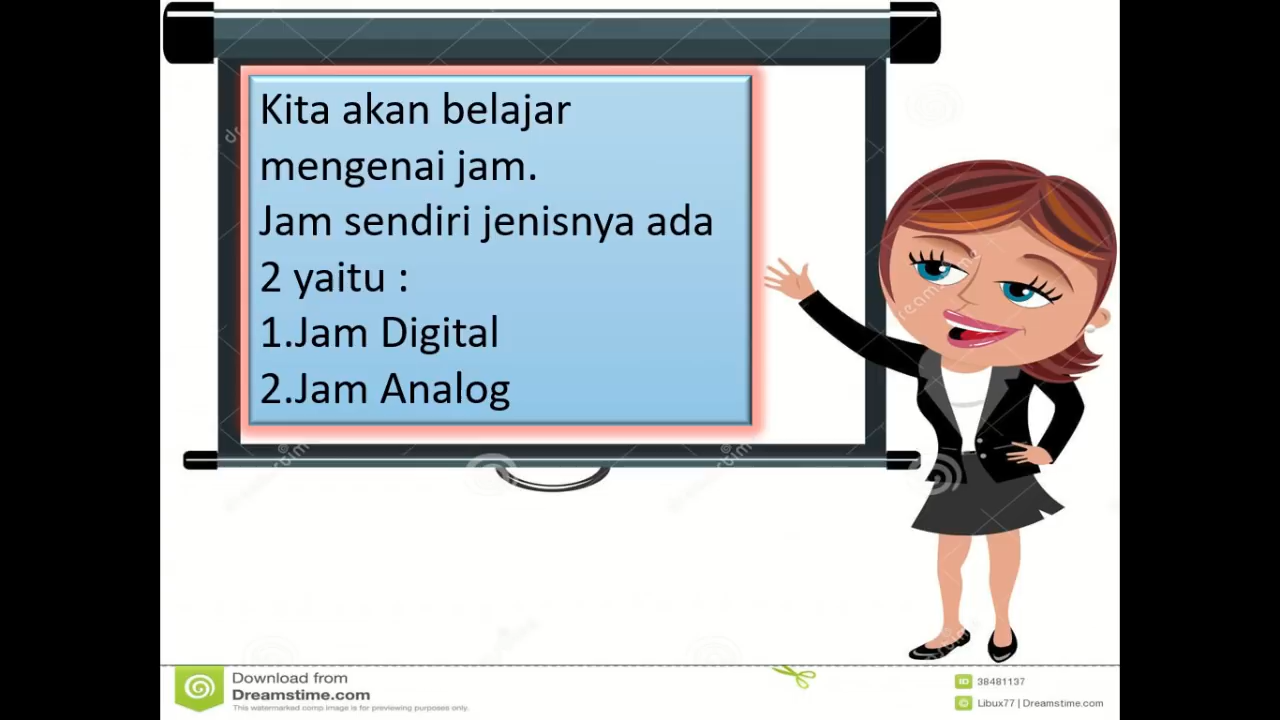 Kita akan belajar
mengenai jam.
Jam sendiri jenisnya ada
2 yaitu :
1.Jam Digital
2.Jam Analog
Download from
Dreamstime.com
This watermarked comp image is for previewing purposes only.
ID 38481137
Libux77 | Dreamstime.com